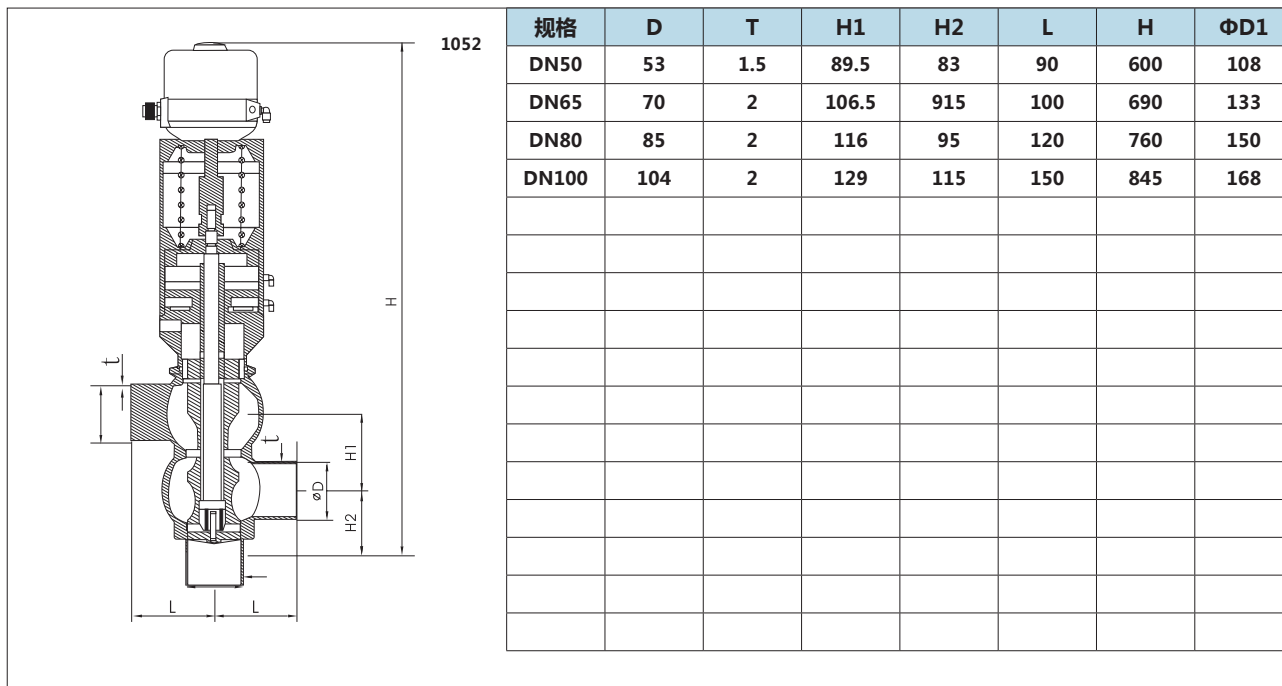 1052
H
t
H1
t
øD
H2
L L
规格 D T H1 H2 L H ΦD1
DN50 53 1.5 89.5 83 90 600 108
DN65 70 2 106.5 915 100 690 133
DN80 85 2 116 95 120 760 150
DN100 104 2 129 115 150 845 168